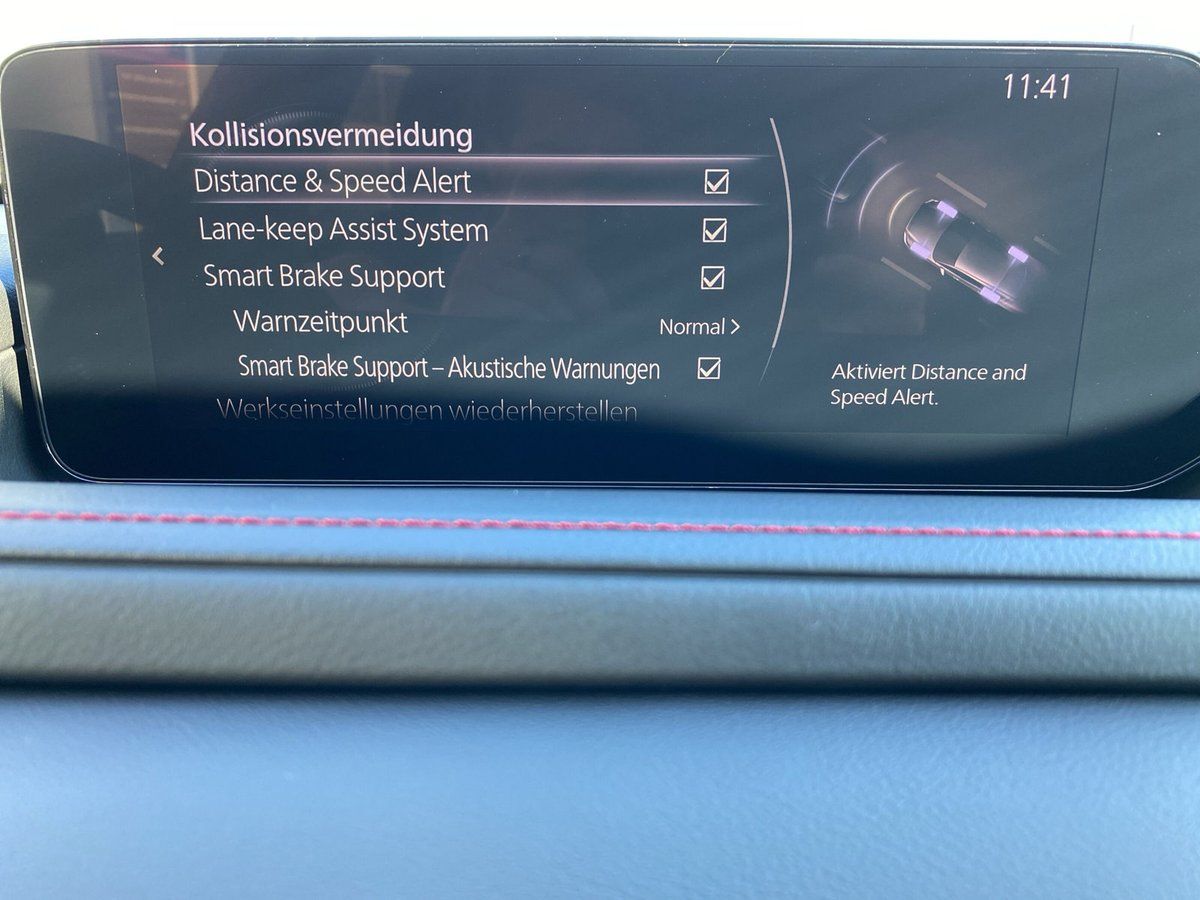 11:41
Kollisionsvermeidung
Distance & Speed Alert
Lane-keep Assist System
Smart Brake Support
Warnzeitpunkt Normal >
Smart Brake Support – Akustische Warnungen
Werkseinstellungen wiederherstellen
Aktiviert Distance and
Speed Alert.